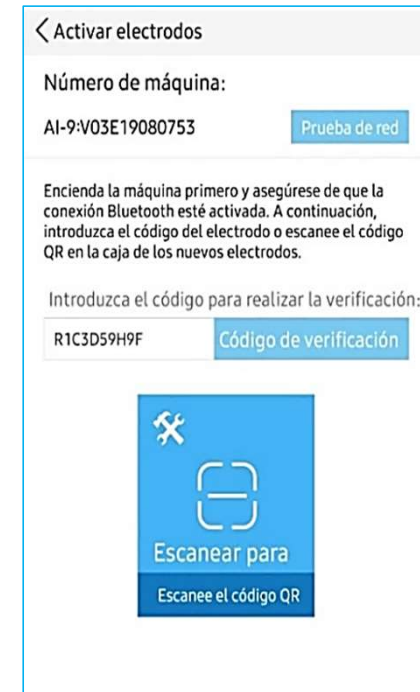 Activar electrodos
Número de máquina:
AI-9:V03E19080753
Prueba de red
Encienda la máquina primero y asegúrese de que la
conexión Bluetooth esté activada. A continuación,
introduzca el código del electrodo o escanee el código
QR en la caja de los nuevos electrodos.
Introduzca el código para realizar la verificación:
R1C3D59H9F
Código de verificación
Escanear para
Escanee el código QR